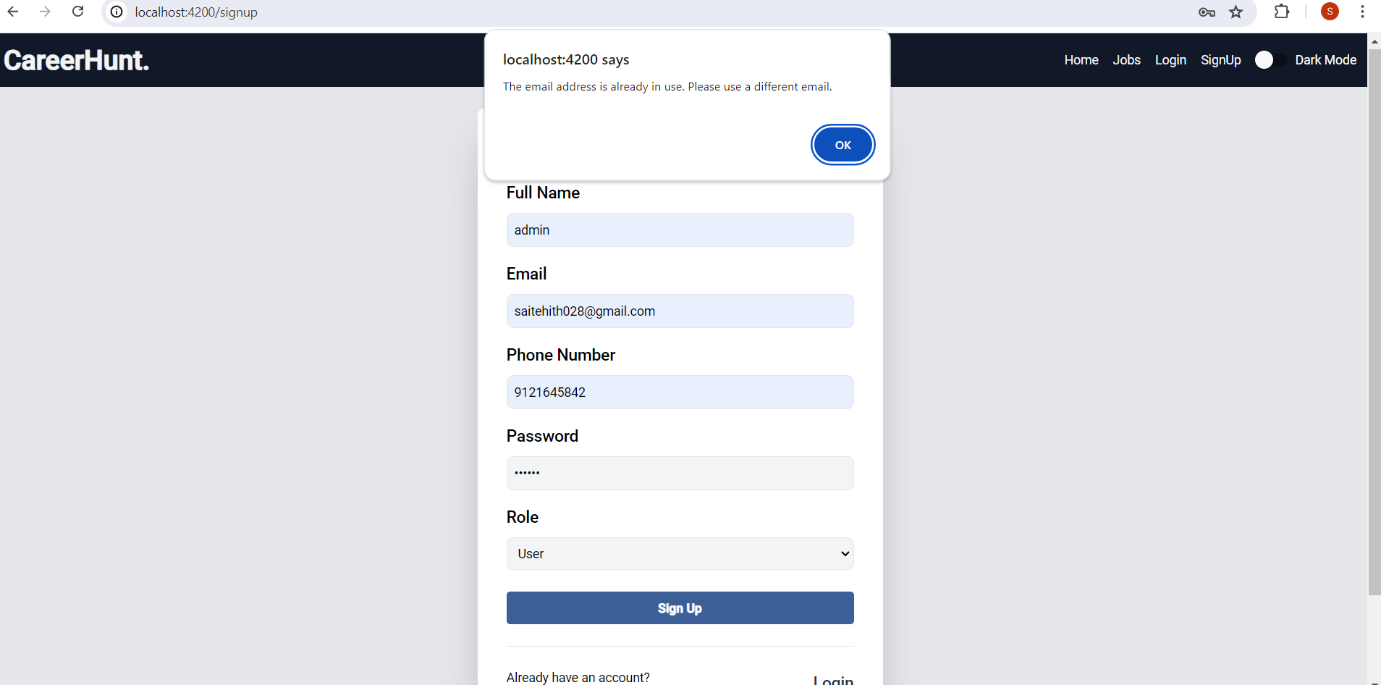 localhost:4200/signup
S
CareerHunt.
Home Jobs Login SignUp Dark Mode
localhost:4200 says
The email address is already in use. Please use a different email.
OK
Full Name
admin
Email
saitehith028@gmail.com
Phone Number
9121645842
Password
••••••
Role
User
Sign Up
Already have an account? Login